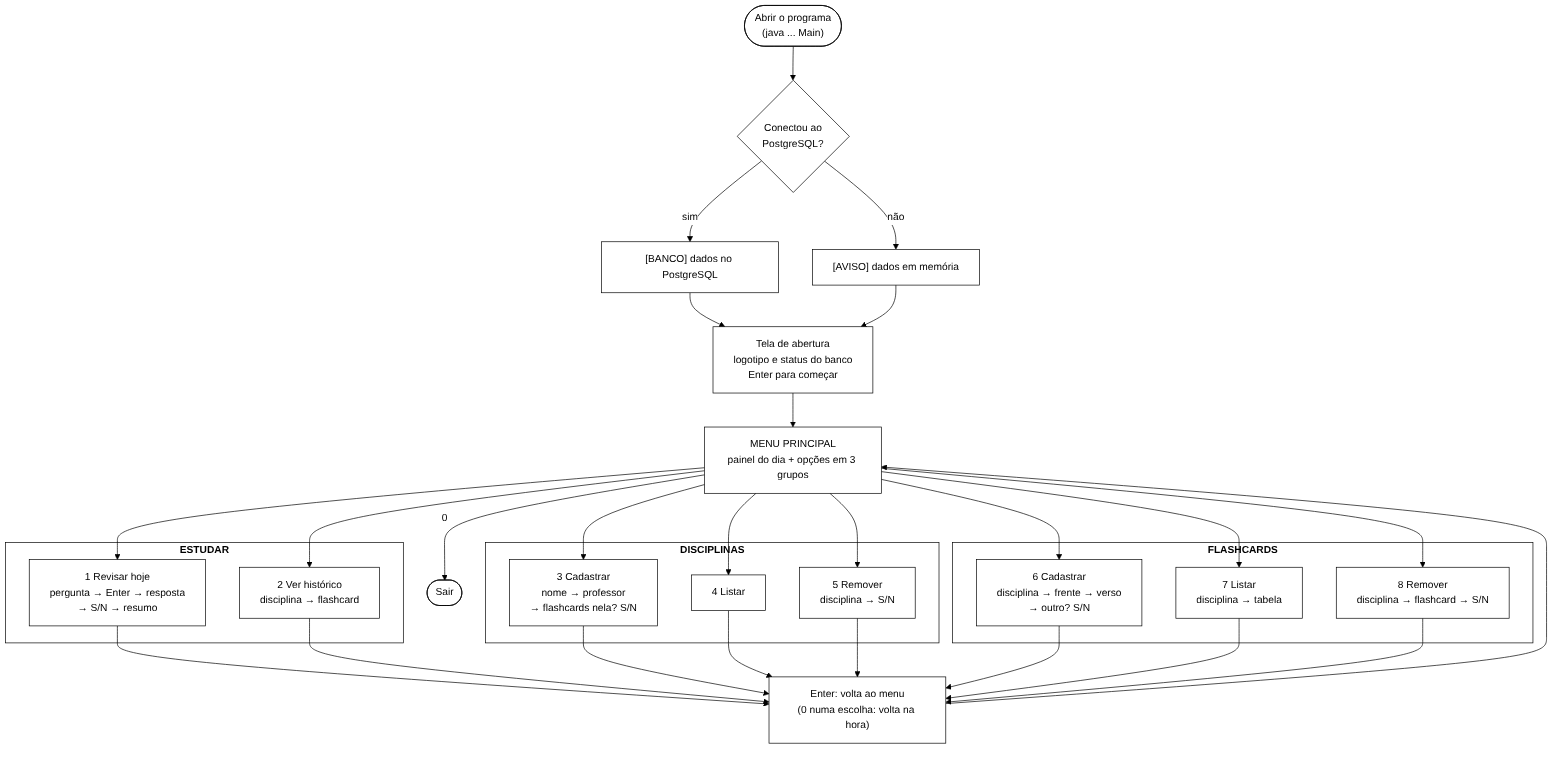 Abrir o programa
(java ... Main)
Conectou ao
PostgreSQL?
sim
não
[BANCO] dados no
PostgreSQL
[AVISO] dados em memória
Tela de abertura
logotipo e status do banco
Enter para começar
MENU PRINCIPAL
painel do dia + opções em 3
grupos
0
ESTUDAR
1 Revisar hoje
pergunta → Enter → resposta
→ S/N → resumo
2 Ver histórico
disciplina → flashcard
Sair
DISCIPLINAS
3 Cadastrar
nome → professor
→ flashcards nela? S/N
4 Listar
5 Remover
disciplina → S/N
FLASHCARDS
6 Cadastrar
disciplina → frente → verso
→ outro? S/N
7 Listar
disciplina → tabela
8 Remover
disciplina → flashcard → S/N
Enter: volta ao menu
(0 numa escolha: volta na
hora)